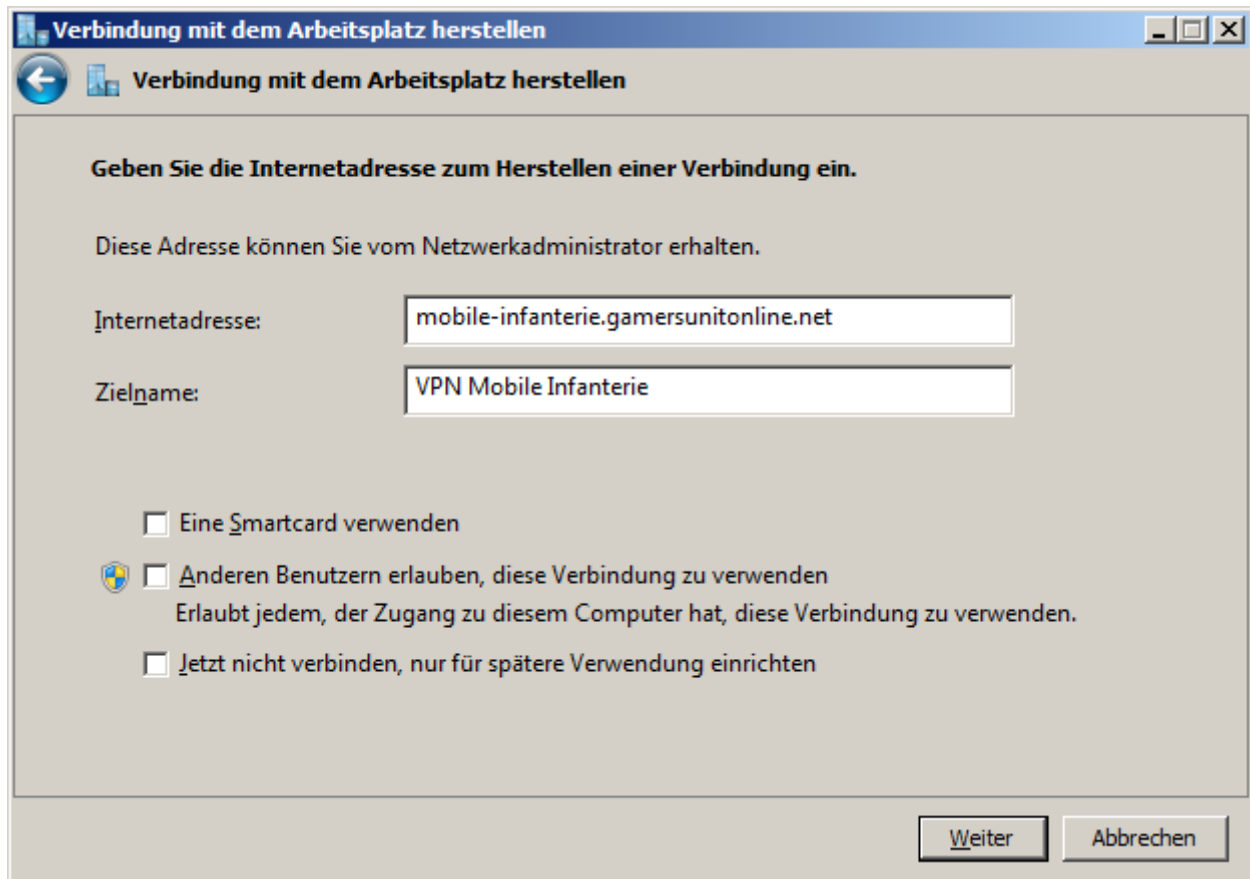 Verbindung mit dem Arbeitsplatz herstellen
Verbindung mit dem Arbeitsplatz herstellen
Geben Sie die Internetadresse zum Herstellen einer Verbindung ein.
Diese Adresse können Sie vom Netzwerkadministrator erhalten.
Internetadresse: mobile-infanterie.gamersunitonline.net
Zielname: VPN Mobile Infanterie
Eine Smartcard verwenden
Anderen Benutzern erlauben, diese Verbindung zu verwenden
Erlaubt jedem, der Zugang zu diesem Computer hat, diese Verbindung zu verwenden.
Jetzt nicht verbinden, nur für spätere Verwendung einrichten
Weiter Abbrechen